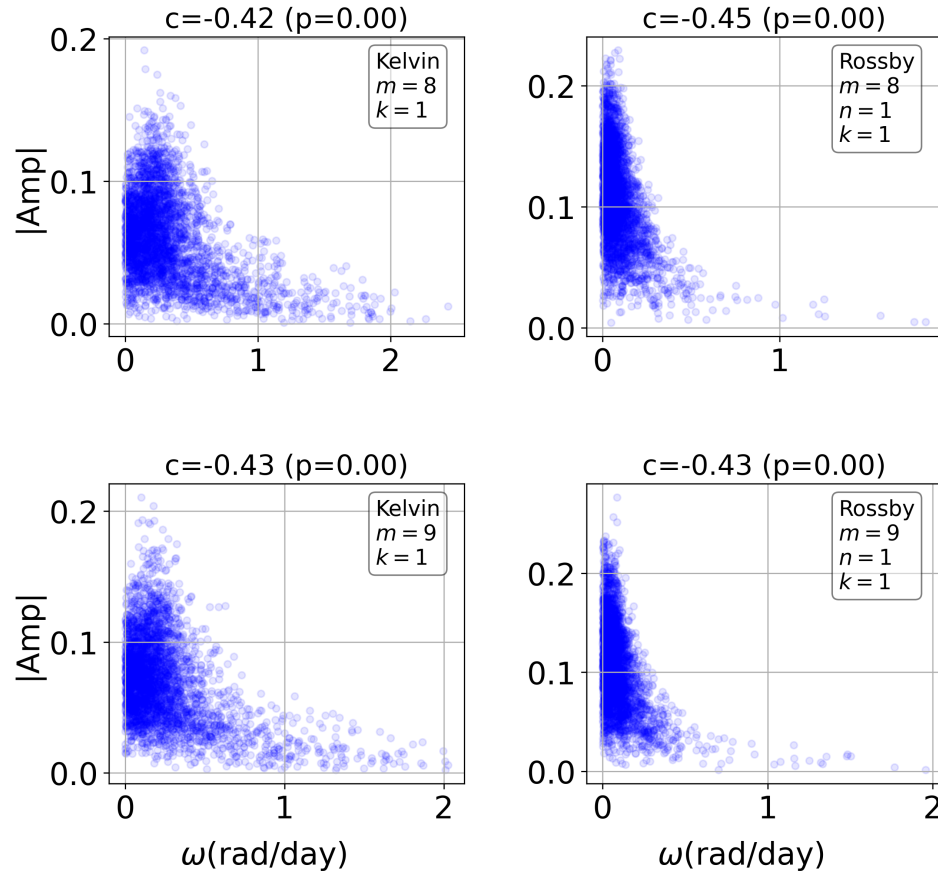 c=-0.42 (p=0.00)
|Amp|
0.2
0.1
0.0
Kelvin
m = 8
k = 1
0 1 2
c=-0.45 (p=0.00)
0.2
0.1
0.0
Rossby
m = 8
n = 1
k = 1
0 1
c=-0.43 (p=0.00)
|Amp|
0.2
0.1
0.0
Kelvin
m = 9
k = 1
0 1 2
ω(rad/day)
c=-0.43 (p=0.00)
0.2
0.1
0.0
Rossby
m = 9
n = 1
k = 1
0 1 2
ω(rad/day)